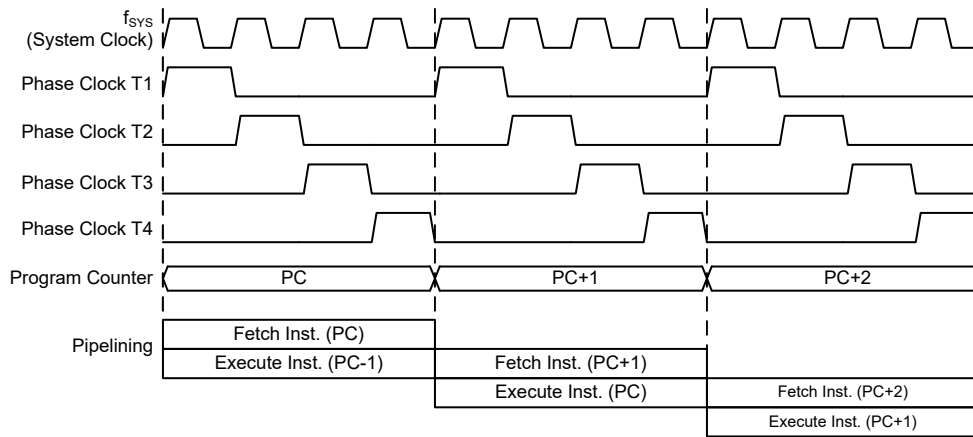 fSYS
(System Clock)
Phase Clock T1
Phase Clock T2
Phase Clock T3
Phase Clock T4
Program Counter
PC
PC+1
PC+2
Pipelining
Fetch Inst. (PC)
Execute Inst. (PC-1)
Fetch Inst. (PC+1)
Execute Inst. (PC)
Fetch Inst. (PC+2)
Execute Inst. (PC+1)